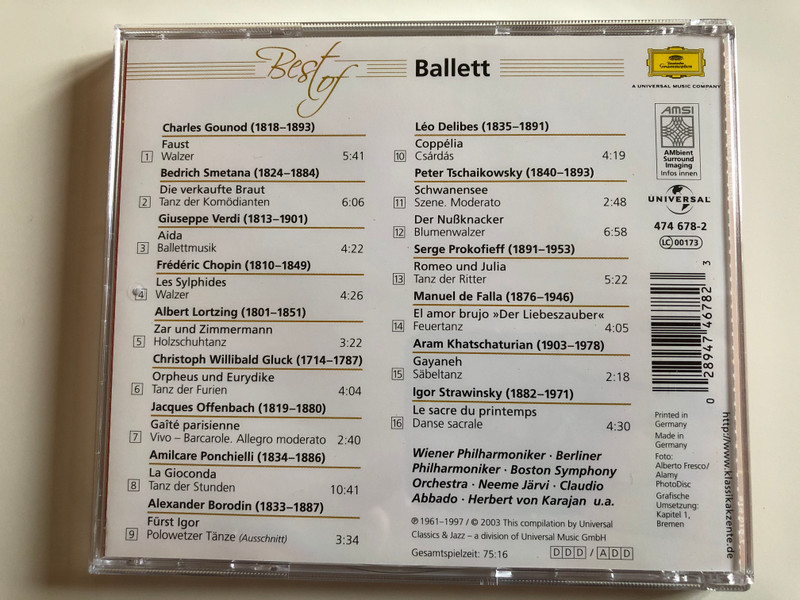 Best of
Ballett
Deutsche Grammophon
A UNIVERSAL MUSIC COMPANY
Charles Gounod (1818–1893)
Faust
1 Walzer 5:41
Bedrich Smetana (1824–1884)
Die verkaufte Braut
2 Tanz der Komödianten 6:06
Giuseppe Verdi (1813–1901)
Aida
3 Ballettmusik 4:22
Frédéric Chopin (1810–1849)
Les Sylphides
4 Walzer 4:26
Albert Lortzing (1801–1851)
Zar und Zimmermann
5 Holzschuhtanz 3:22
Christoph Willibald Gluck (1714–1787)
Orpheus und Eurydike
6 Tanz der Furien 4:04
Jacques Offenbach (1819–1880)
Gaîté parisienne
7 Vivo – Barcarole. Allegro moderato 2:40
Amilcare Ponchielli (1834–1886)
La Gioconda
8 Tanz der Stunden 10:41
Alexander Borodin (1833–1887)
Fürst Igor
9 Polowetzer Tänze (Ausschnitt) 3:34
Léo Delibes (1835–1891)
Coppélia
10 Csárdás 4:19
Peter Tschaikowsky (1840–1893)
Schwanensee
11 Szene. Moderato 2:48
Der Nußknacker
12 Blumenwalzer 6:58
Serge Prokofieff (1891–1953)
Romeo und Julia
13 Tanz der Ritter 5:22
Manuel de Falla (1876–1946)
El amor brujo »Der Liebeszauber«
14 Feuertanz 4:05
Aram Khatschaturian (1903–1978)
Gayaneh
15 Säbeltanz 2:18
Igor Strawinsky (1882–1971)
Le sacre du printemps
16 Danse sacrale 4:30
Wiener Philharmoniker · Berliner
Philharmoniker · Boston Symphony
Orchestra · Neeme Järvi · Claudio
Abbado · Herbert von Karajan u.a.
℗ 1961–1997 / © 2003 This compilation by Universal
Classics & Jazz – a division of Universal Music GmbH
Gesamtspielzeit: 75:16 DDD / ADD
AMSI
AMbient
Surround
Imaging
Infos innen
UNIVERSAL
474 678-2
LC 00173
0 28947 46782 3
Printed in
Germany
Made in
Germany
Foto:
Alberto Fresco/
Alamy
PhotoDisc
Grafische
Umsetzung:
Kapitel 1,
Bremen
http://www.klassikakzente.de